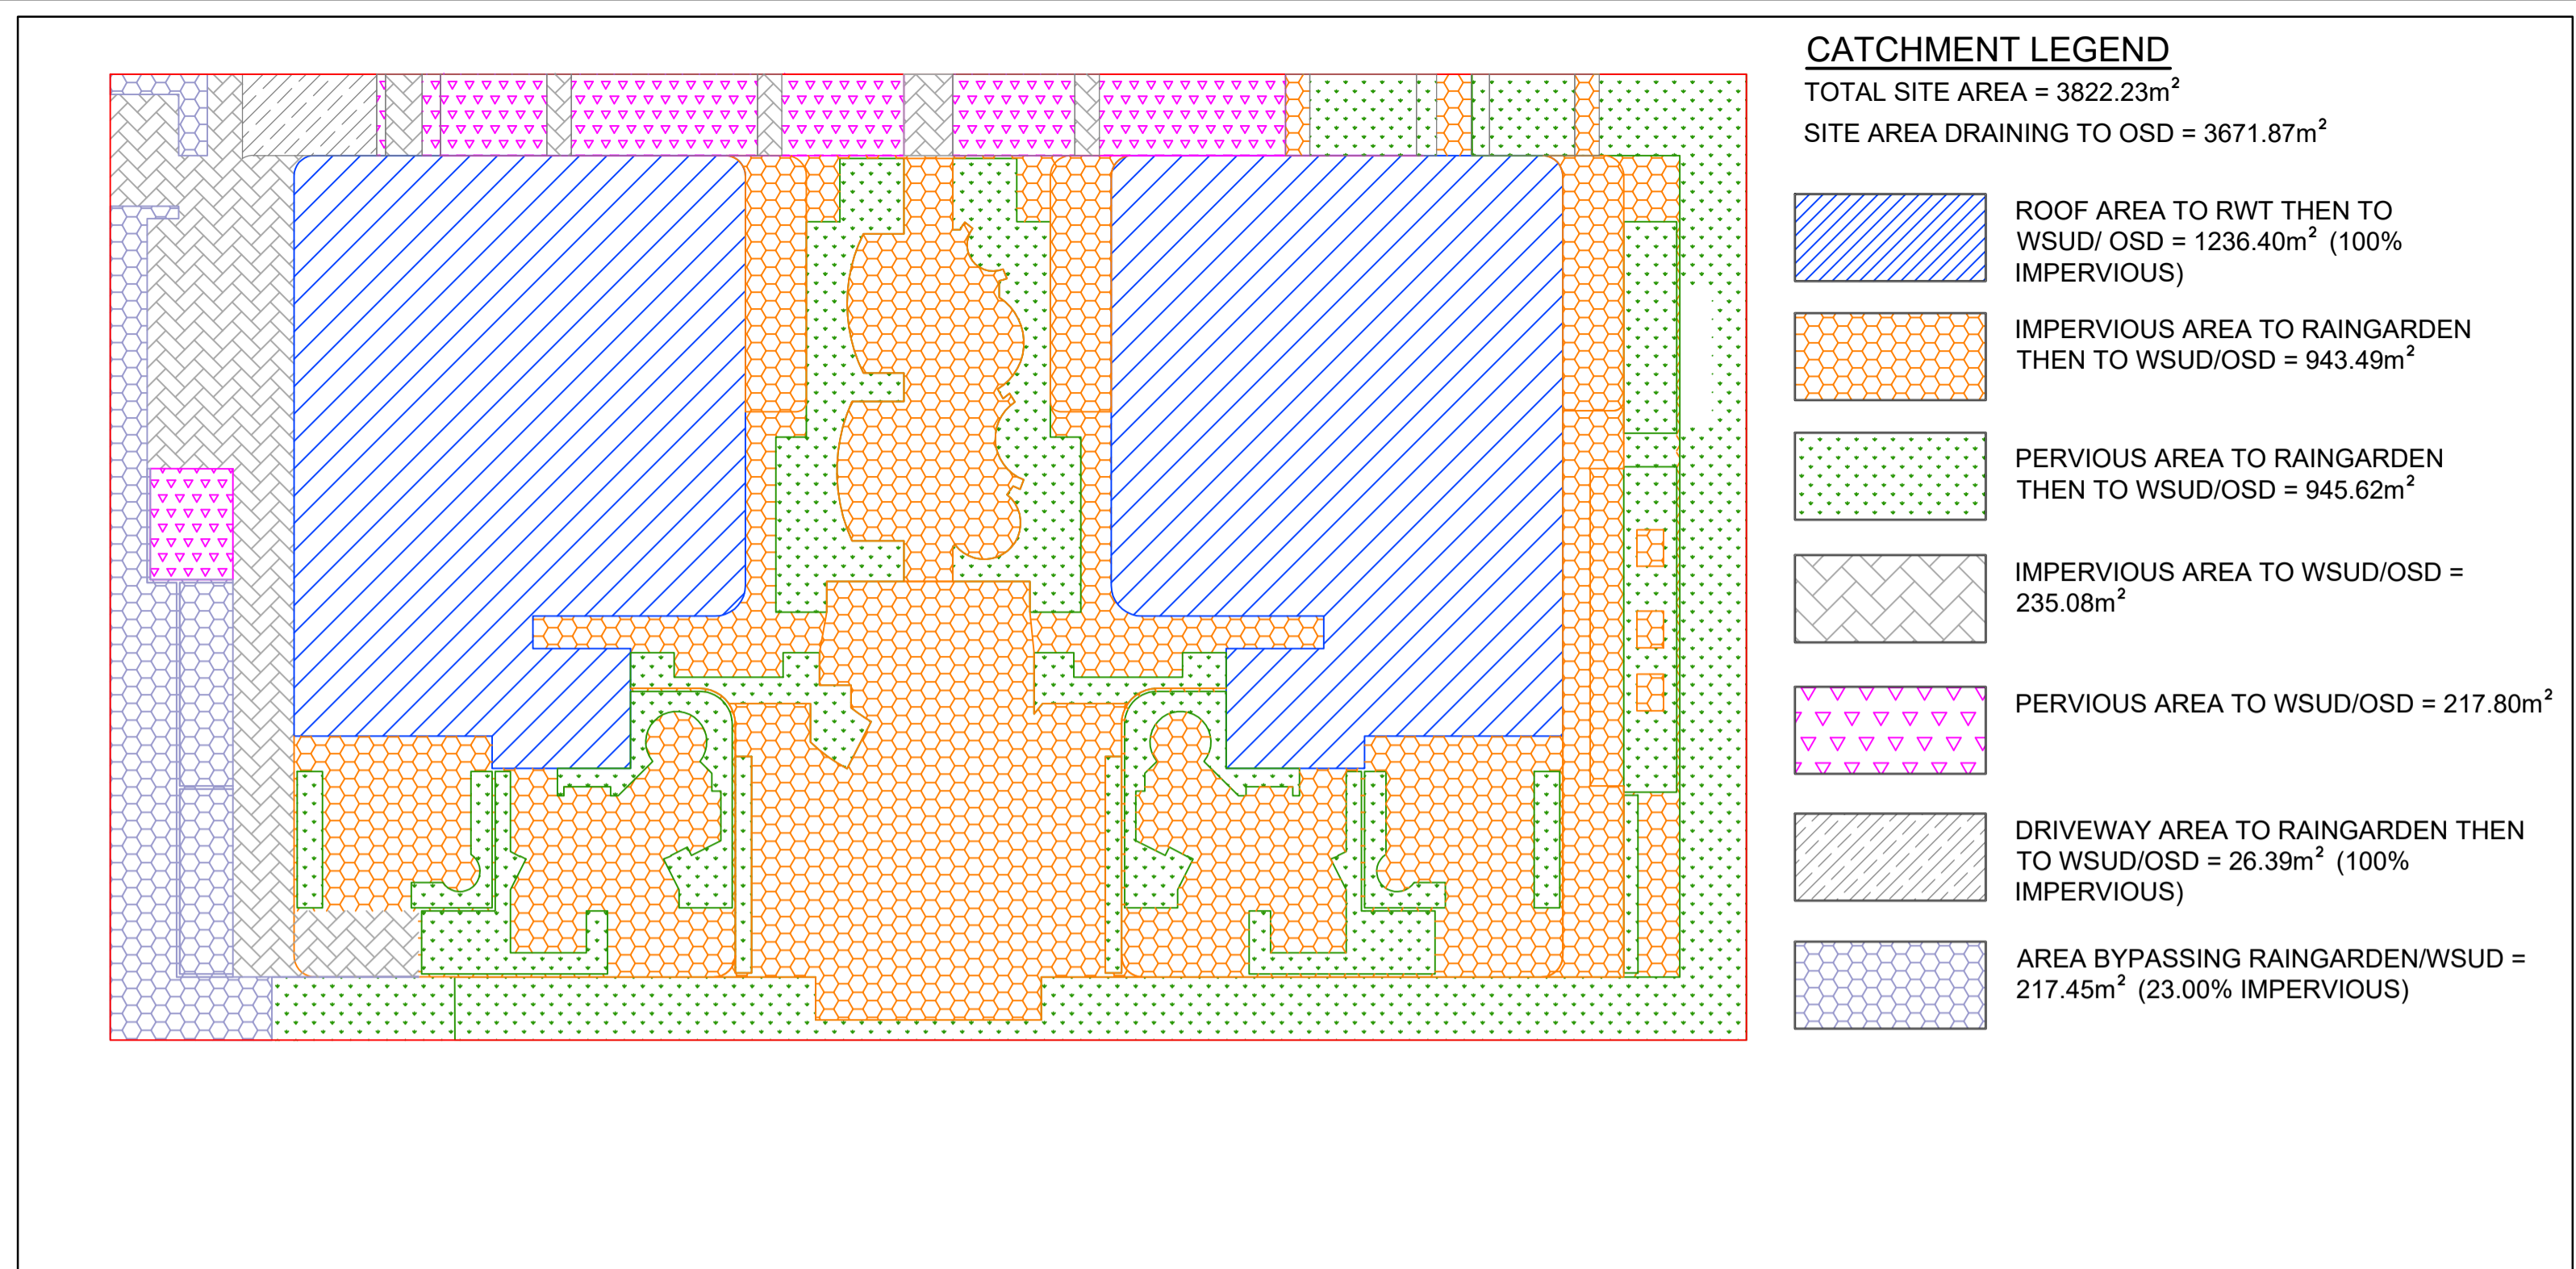 CATCHMENT LEGEND
TOTAL SITE AREA = 3822.23m²
SITE AREA DRAINING TO OSD = 3671.87m²
ROOF AREA TO RWT THEN TO
WSUD/ OSD = 1236.40m² (100%
IMPERVIOUS)
IMPERVIOUS AREA TO RAINGARDEN
THEN TO WSUD/OSD = 943.49m²
PERVIOUS AREA TO RAINGARDEN
THEN TO WSUD/OSD = 945.62m²
IMPERVIOUS AREA TO WSUD/OSD =
235.08m²
PERVIOUS AREA TO WSUD/OSD = 217.80m²
DRIVEWAY AREA TO RAINGARDEN THEN
TO WSUD/OSD = 26.39m² (100%
IMPERVIOUS)
AREA BYPASSING RAINGARDEN/WSUD =
217.45m² (23.00% IMPERVIOUS)